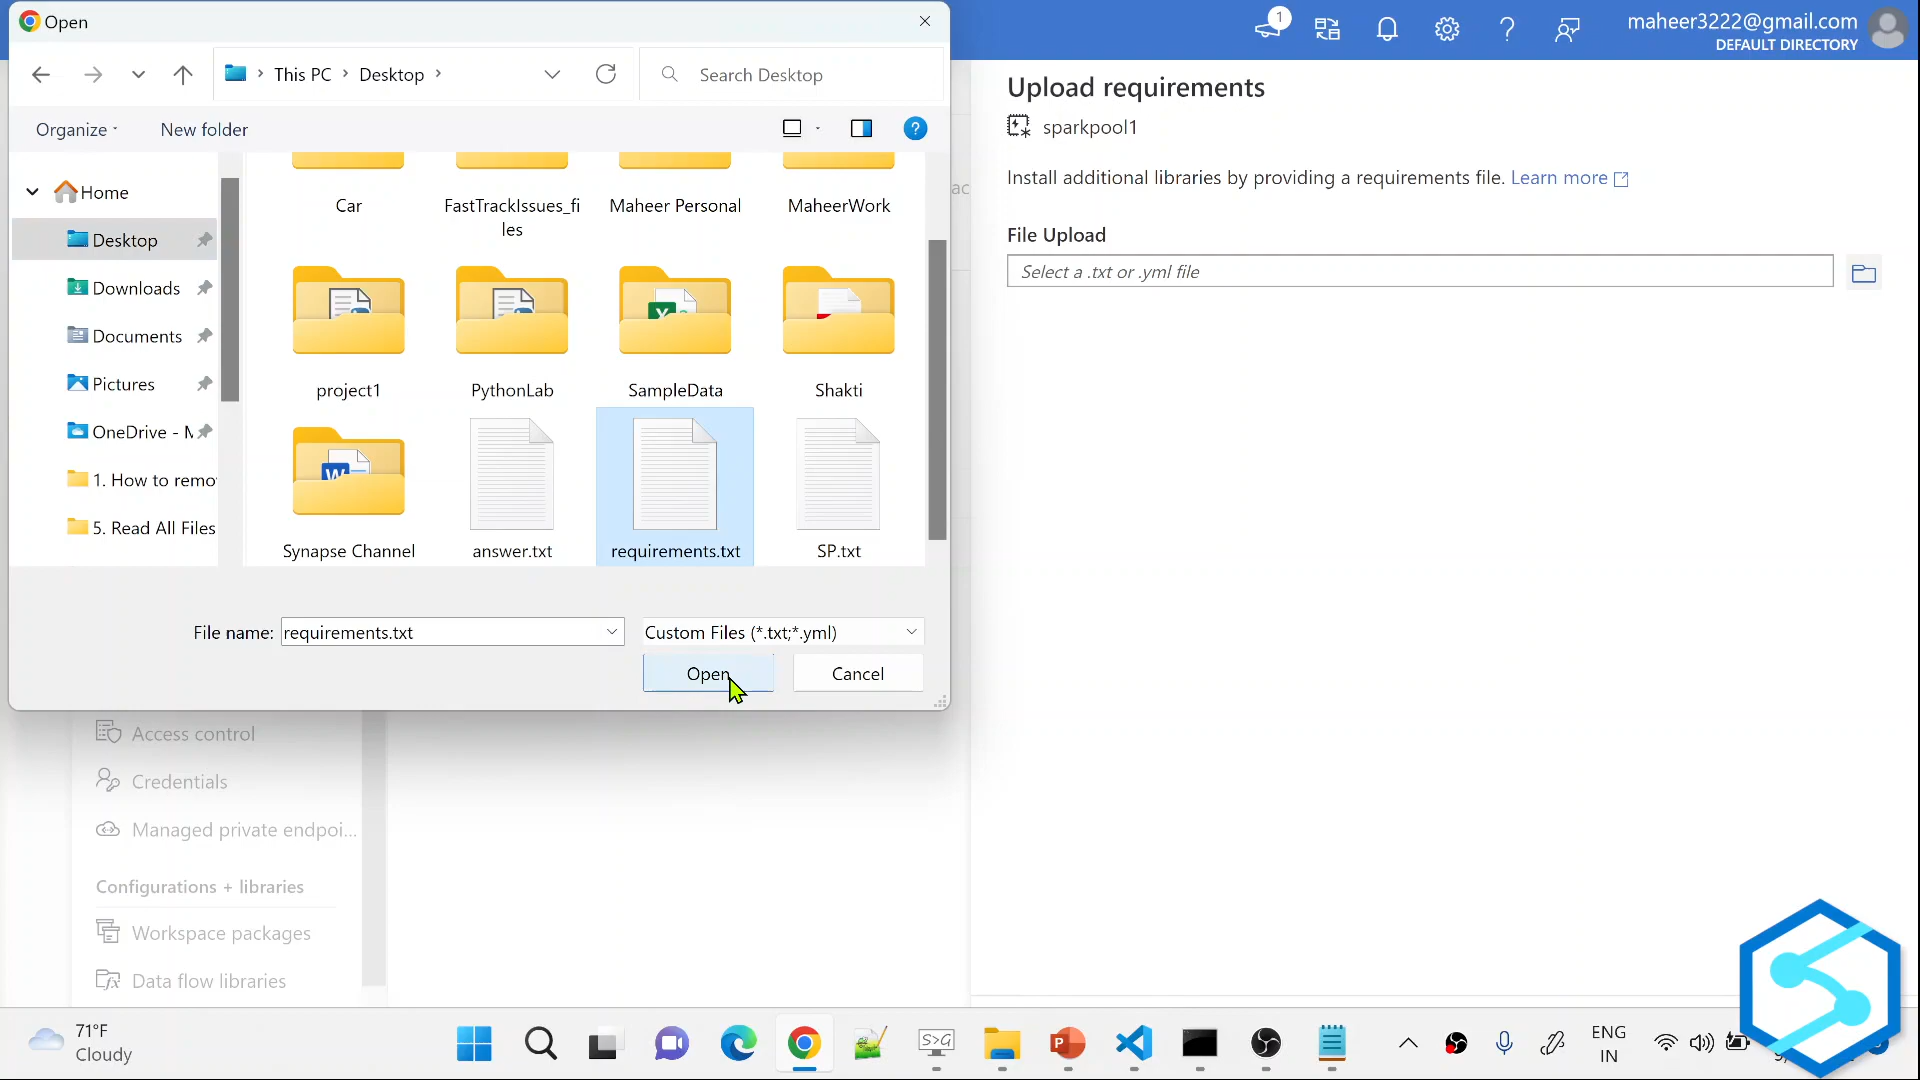 Open
This PC
Desktop
Search Desktop
Organize
New folder
Home
Desktop
Downloads
Documents
Pictures
OneDrive - M
1. How to remo
5. Read All Files
Car
FastTrackIssues_fi
les
Maheer Personal
MaheerWork
project1
PythonLab
SampleData
Shakti
Synapse Channel
answer.txt
requirements.txt
SP.txt
File name:
requirements.txt
Custom Files (*.txt;*.yml)
Open
Cancel
1
maheer3222@gmail.com
DEFAULT DIRECTORY
Upload requirements
sparkpool1
Install additional libraries by providing a requirements file. Learn more
File Upload
Select a .txt or .yml file
Access control
Credentials
Managed private endpoi...
Configurations + libraries
Workspace packages
Data flow libraries
71°F
Cloudy
ENG
IN